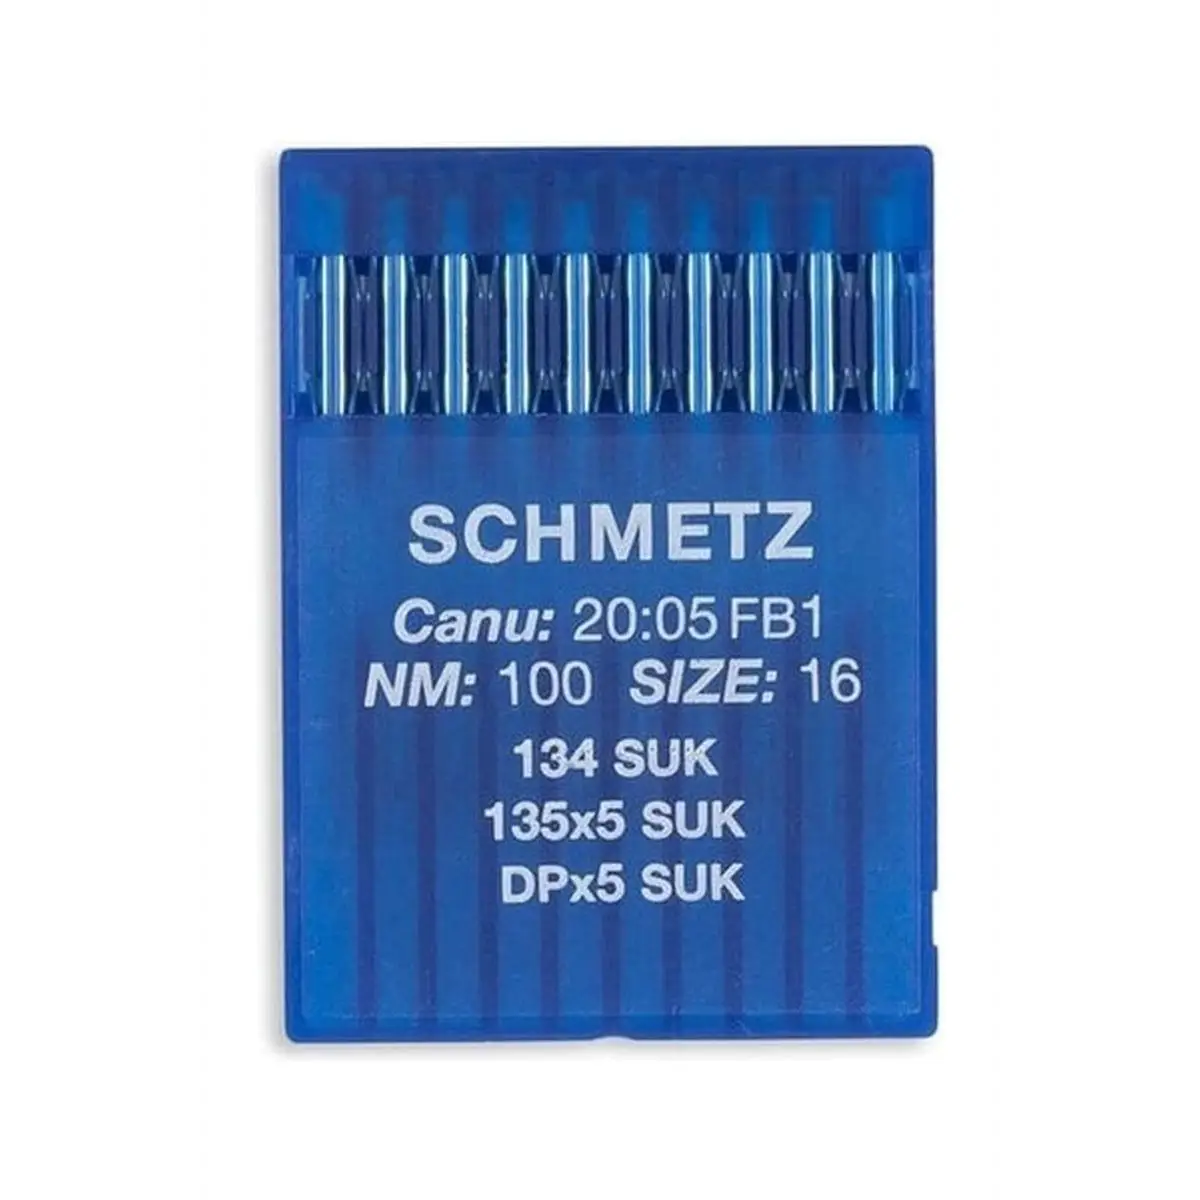 SCHMETZ
Canu: 20:05 FB1
NM: 100 SIZE: 16
134 SUK
135x5 SUK
DPx5 SUK